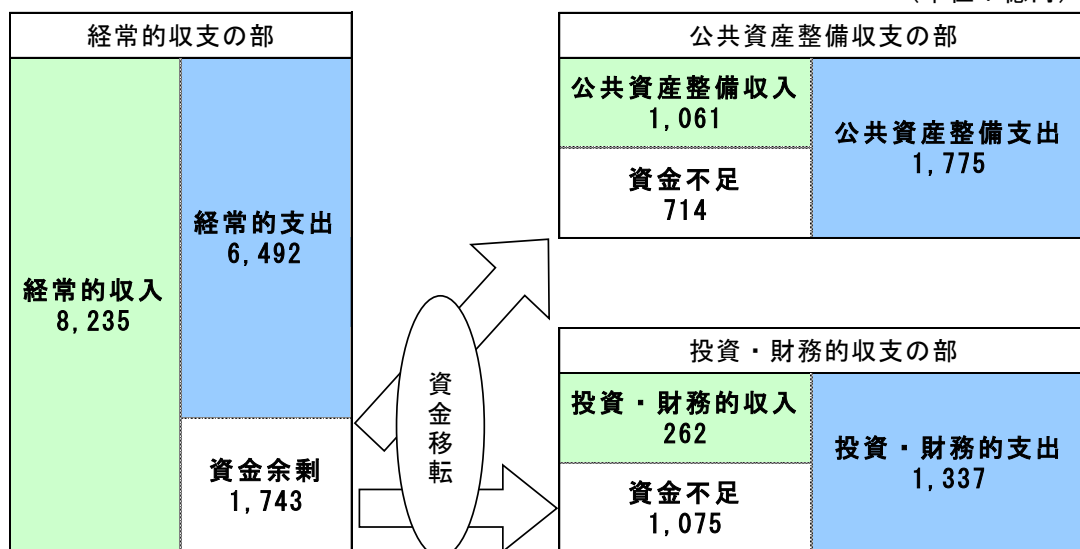 経常的収支の部
経常的収入
8,235
経常的支出
6,492
資金余剰
1,743
資金移転
公共資産整備収支の部
公共資産整備収入
1,061
資金不足
714
公共資産整備支出
1,775
投資・財務的収支の部
投資・財務的収入
262
資金不足
1,075
投資・財務的支出
1,337